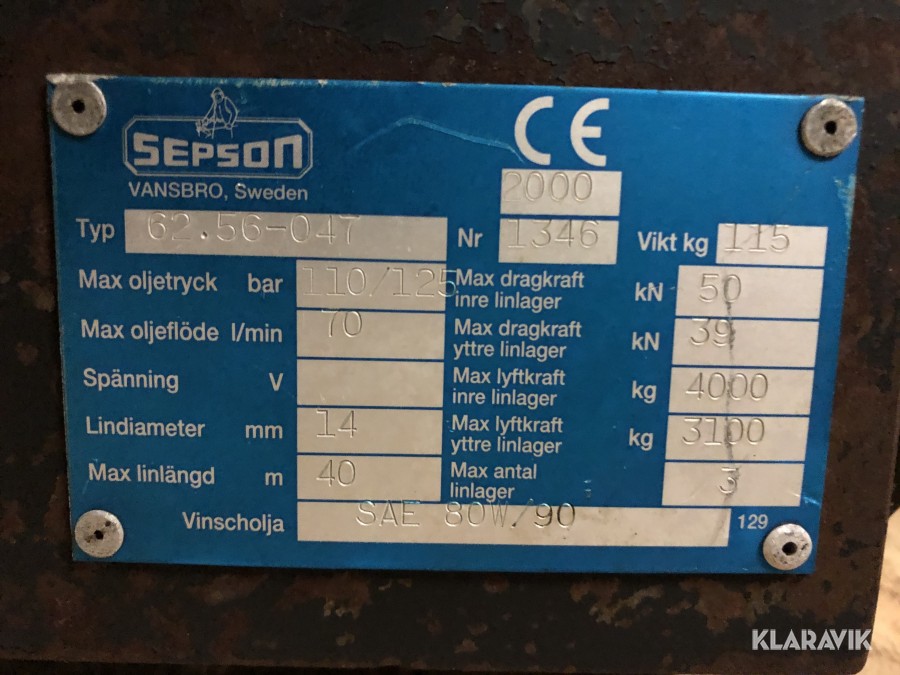 SEPSON
VANSBRO, Sweden
CE
2000
Typ 62.56-047 Nr 1346 Vikt kg 115
Max oljetryck bar 110/125 Max dragkraft inre linlager kN 50
Max oljeflöde l/min 70 Max dragkraft yttre linlager kN 39
Spänning V Max lyftkraft inre linlager kg 4000
Lindiameter mm 14 Max lyftkraft yttre linlager kg 3100
Max linlängd m 40 Max antal linlager 3
Vinscholja SAE 80W/90 129
KLARAVIK